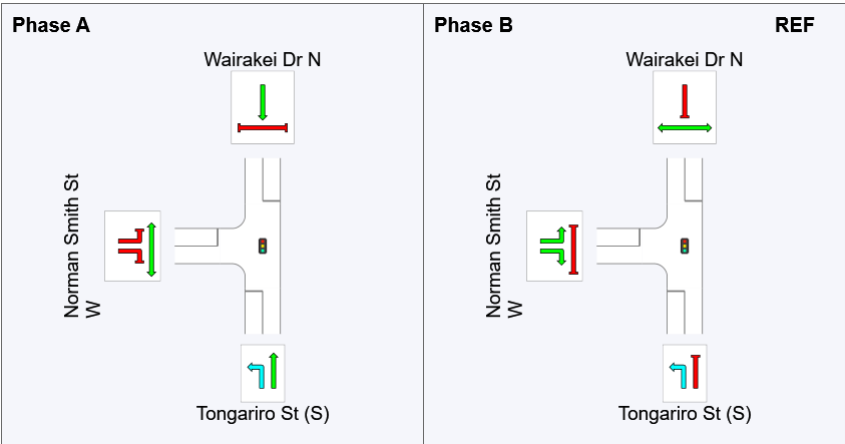 Phase A
Wairakei Dr N
Norman Smith St
W
Tongariro St (S)
Phase B
REF
Wairakei Dr N
Norman Smith St
W
Tongariro St (S)